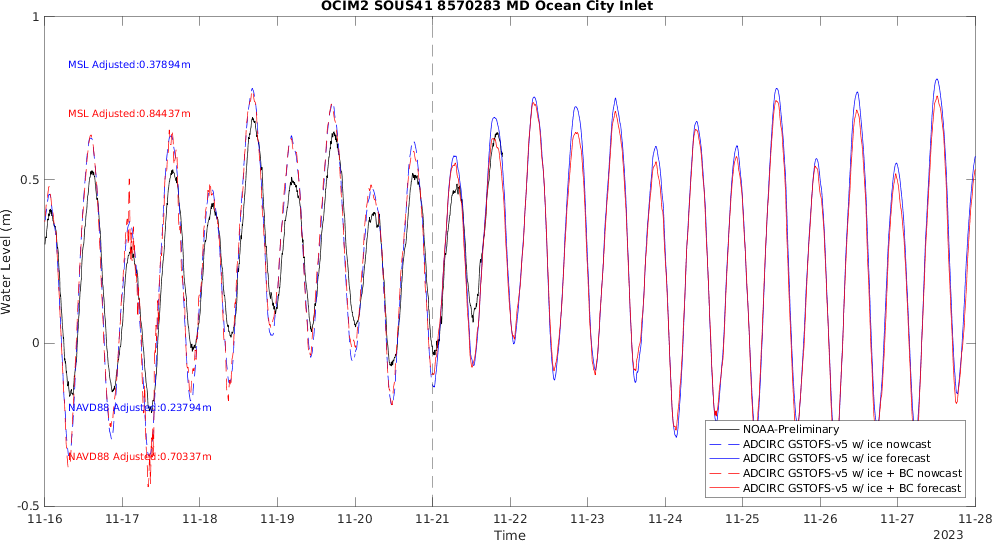 OCIM2 SOUS41 8570283 MD Ocean City Inlet
1
MSL Adjusted:0.37894m
MSL Adjusted:0.84437m
0.5
Water Level (m)
0
NAVD88 Adjusted:0.23794m
NAVD88 Adjusted:0.70337m
-0.5
NOAA-Preliminary
ADCIRC GSTOFS-v5 w/ ice nowcast
ADCIRC GSTOFS-v5 w/ ice forecast
ADCIRC GSTOFS-v5 w/ ice + BC nowcast
ADCIRC GSTOFS-v5 w/ ice + BC forecast
11-16 11-17 11-18 11-19 11-20 11-21 11-22 11-23 11-24 11-25 11-26 11-27 11-28
Time
2023